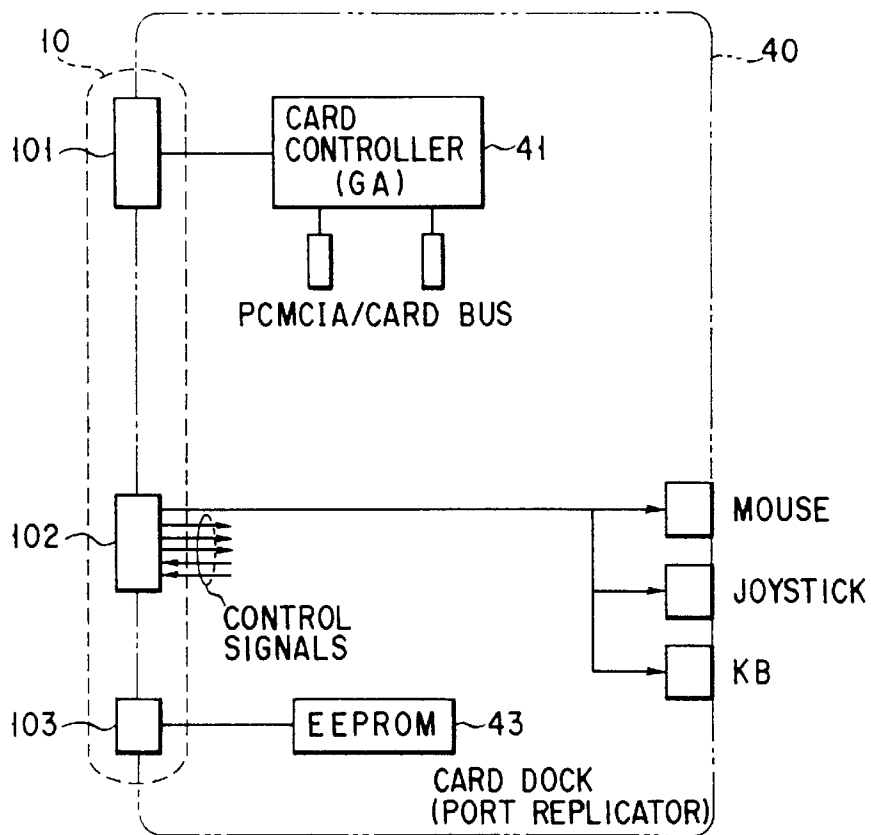 10
40
101
CARD
CONTROLLER
(GA)
41
PCMCIA/CARD BUS
102
MOUSE
JOYSTICK
CONTROL
SIGNALS
KB
103
EEPROM
43
CARD DOCK
(PORT REPLICATOR)